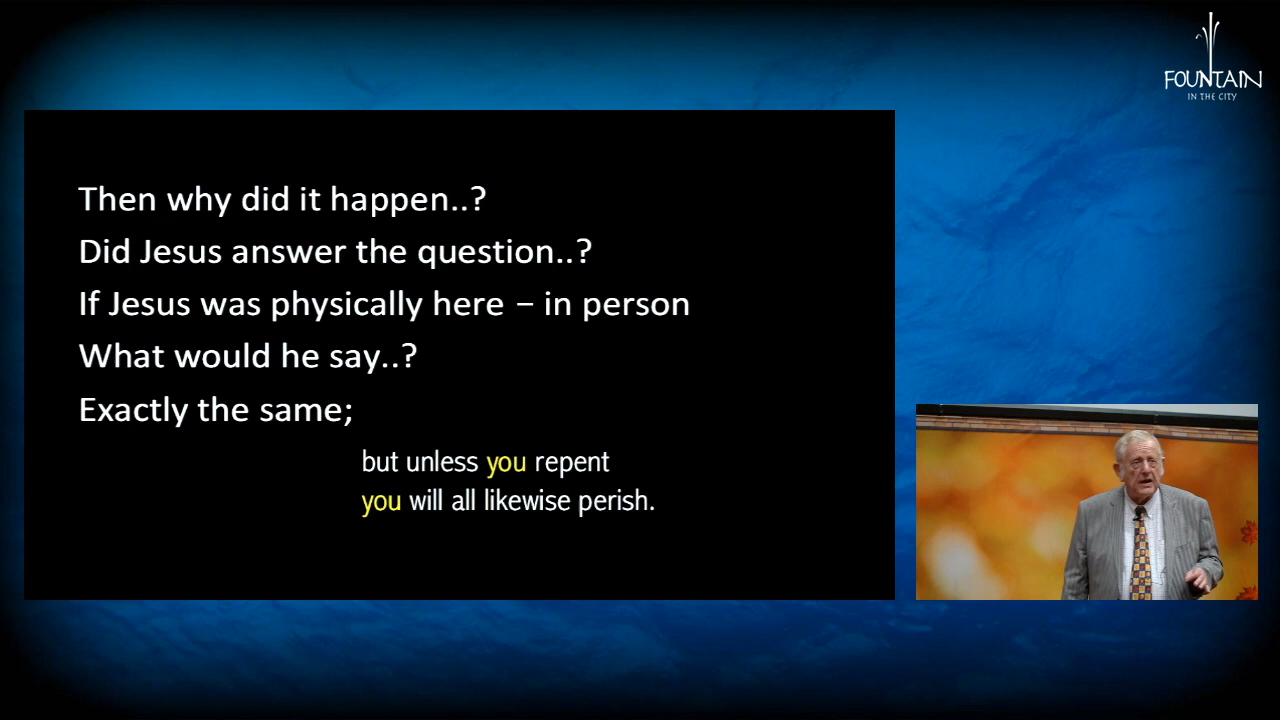 FOUNTAIN
IN THE CITY
Then why did it happen..?
Did Jesus answer the question..?
If Jesus was physically here – in person
What would he say..?
Exactly the same;
but unless you repent
you will all likewise perish.